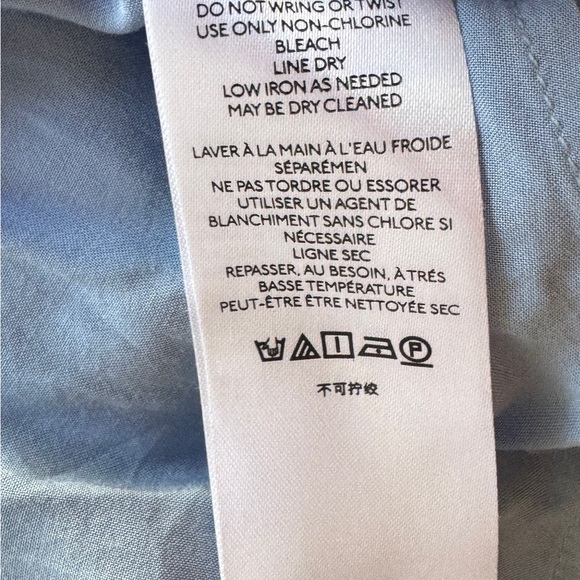 DO NOT WRING OR TWIST
USE ONLY NON-CHLORINE
BLEACH
LINE DRY
LOW IRON AS NEEDED
MAY BE DRY CLEANED
LAVER À LA MAIN À L'EAU FROIDE
SÉPARÉMEN
NE PAS TORDRE OU ESSORER
UTILISER UN AGENT DE
BLANCHIMENT SANS CHLORE SI
NÉCESSAIRE
LIGNE SEC
REPASSER, AU BESOIN, À TRÉS
BASSE TEMPÉRATURE
PEUT-ÊTRE ÊTRE NETTOYÉE SEC
P
不可拧绞